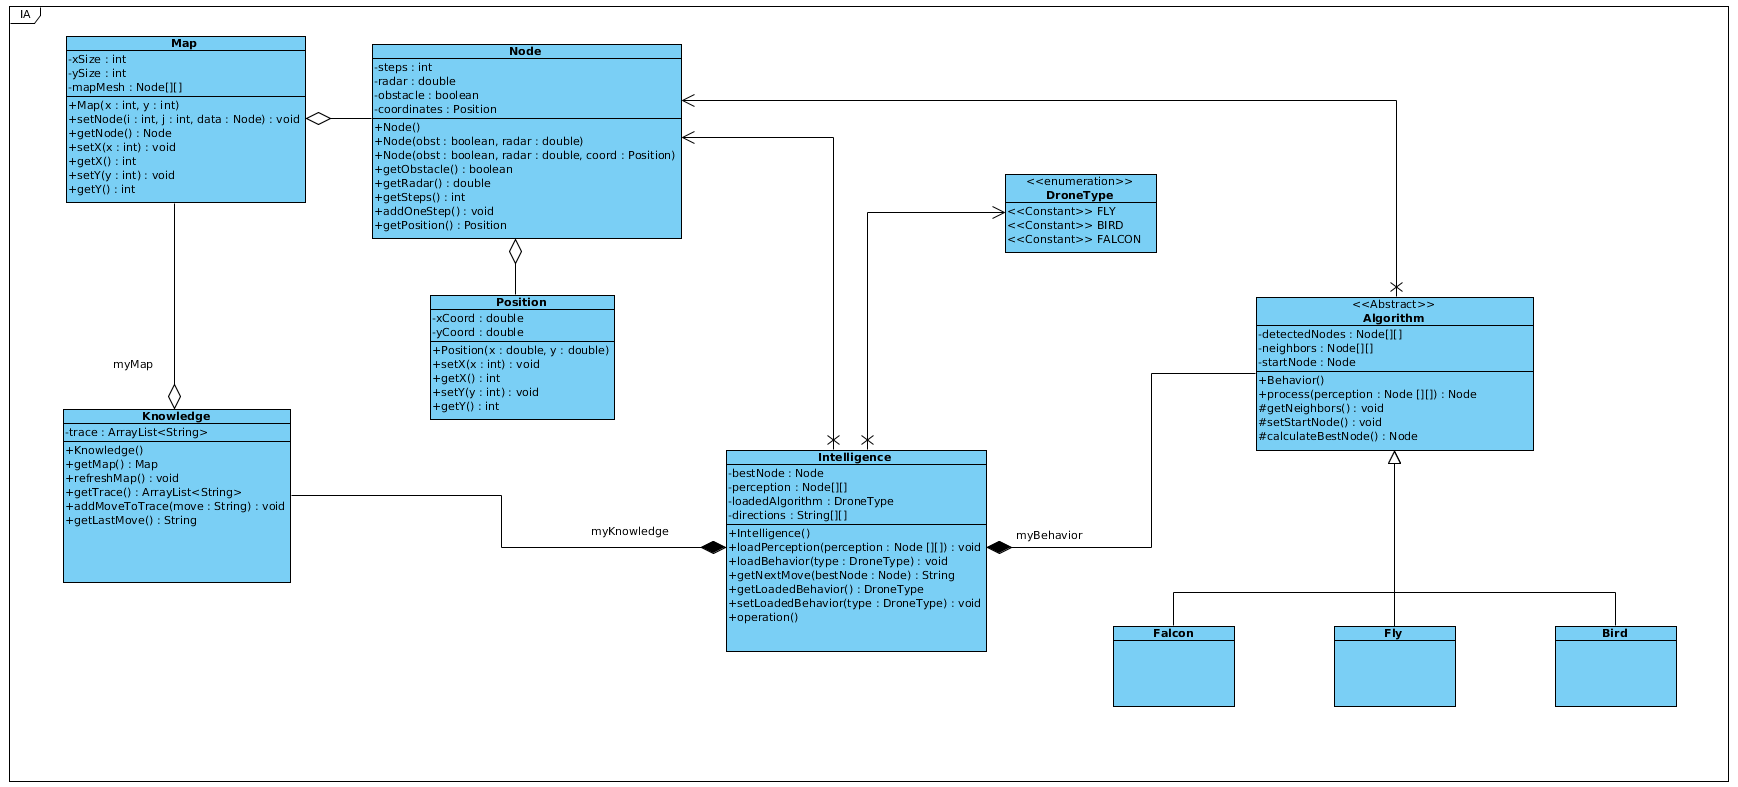 IA
Map
-xSize : int
-ySize : int
-mapMesh : Node[][]
+Map(x : int, y : int)
+setNode(i : int, j : int, data : Node) : void
+getNode() : Node
+setX(x : int) : void
+getX() : int
+setY(y : int) : void
+getY() : int
Node
-steps : int
-radar : double
-obstacle : boolean
-coordinates : Position
+Node()
+Node(obst : boolean, radar : double)
+Node(obst : boolean, radar : double, coord : Position)
+getObstacle() : boolean
+getRadar() : double
+getSteps() : int
+addOneStep() : void
+getPosition() : Position
<<enumeration>>
DroneType
<<Constant>> FLY
<<Constant>> BIRD
<<Constant>> FALCON
Position
-xCoord : double
-yCoord : double
+Position(x : double, y : double)
+setX(x : int) : void
+getX() : int
+setY(y : int) : void
+getY() : int
<<Abstract>>
Algorithm
-detectedNodes : Node[][]
-neighbors : Node[][]
-startNode : Node
+Behavior()
+process(perception : Node [][]) : Node
#getNeighbors() : void
#setStartNode() : void
#calculateBestNode() : Node
myMap
Knowledge
-trace : ArrayList<String>
+Knowledge()
+getMap() : Map
+refreshMap() : void
+getTrace() : ArrayList<String>
+addMoveToTrace(move : String) : void
+getLastMove() : String
myKnowledge
Intelligence
-bestNode : Node
-perception : Node[][]
-loadedAlgorithm : DroneType
-directions : String[][]
+Intelligence()
+loadPerception(perception : Node [][]) : void
+loadBehavior(type : DroneType) : void
+getNextMove(bestNode : Node) : String
+getLoadedBehavior() : DroneType
+setLoadedBehavior(type : DroneType) : void
+operation()
myBehavior
Falcon
Fly
Bird